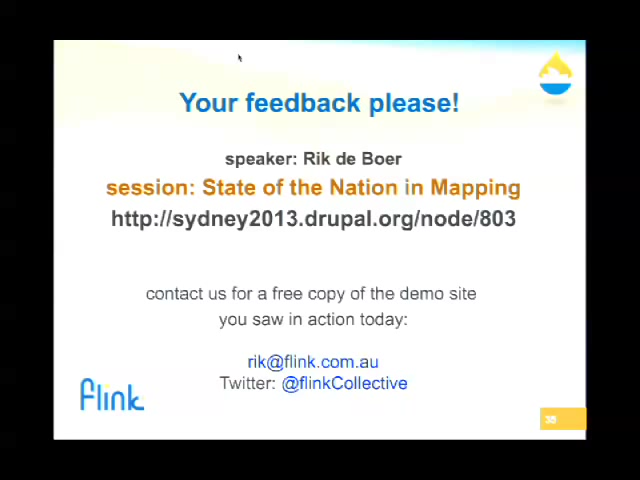 Your feedback please!
speaker: Rik de Boer
session: State of the Nation in Mapping
http://sydney2013.drupal.org/node/803
contact us for a free copy of the demo site
you saw in action today:
rik@flink.com.au
Twitter: @flinkCollective
flink
35